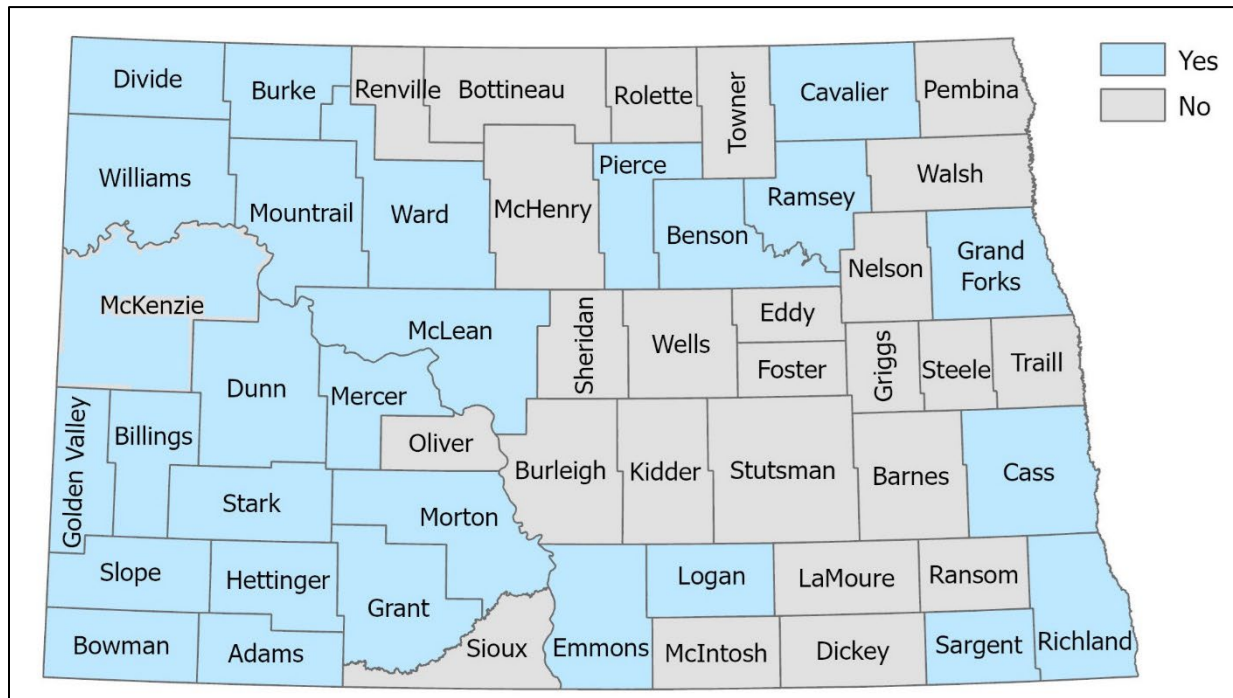 Divide
Burke
Renville
Bottineau
Rolette
Towner
Cavalier
Pembina
Yes
No
Williams
Mountrail
Ward
McHenry
Pierce
Benson
Ramsey
Walsh
Nelson
Grand
Forks
McKenzie
McLean
Sheridan
Wells
Eddy
Foster
Griggs
Steele
Traill
Dunn
Mercer
Oliver
Golden Valley
Billings
Stark
Morton
Burleigh
Kidder
Stutsman
Barnes
Cass
Slope
Hettinger
Grant
Logan
LaMoure
Ransom
Bowman
Adams
Sioux
Emmons
McIntosh
Dickey
Sargent
Richland